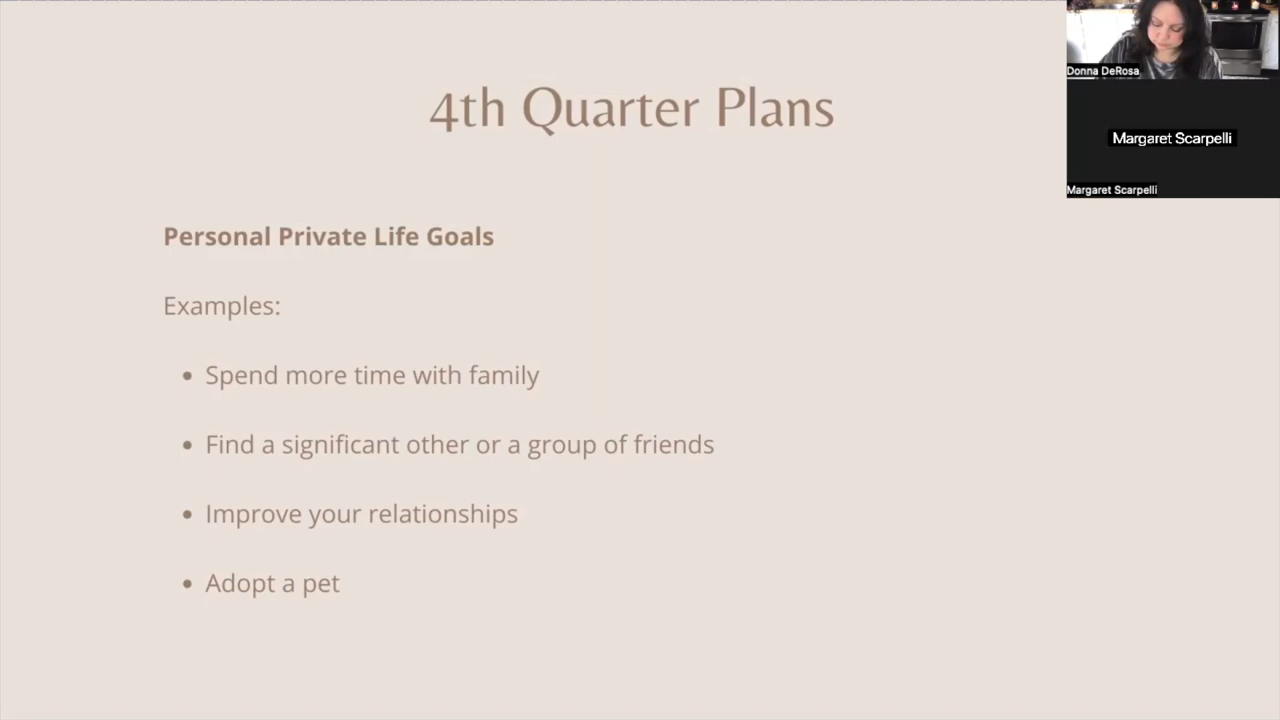 4th Quarter Plans
Personal Private Life Goals
Examples:
• Spend more time with family
• Find a significant other or a group of friends
• Improve your relationships
• Adopt a pet
Donna DeRosa
Margaret Scarpelli
Margaret Scarpelli